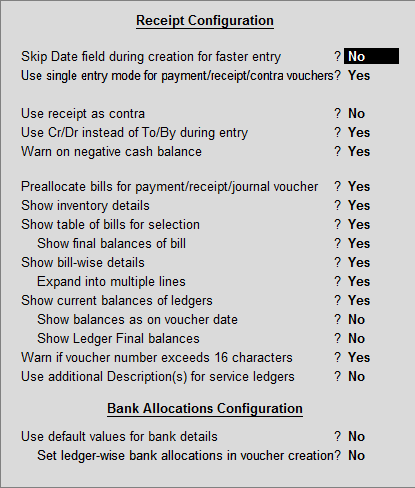 Receipt Configuration
Skip Date field during creation for faster entry ? No
Use single entry mode for payment/receipt/contra vouchers? Yes
Use receipt as contra ? No
Use Cr/Dr instead of To/By during entry ? Yes
Warn on negative cash balance ? Yes
Preallocate bills for payment/receipt/journal voucher ? Yes
Show inventory details ? Yes
Show table of bills for selection ? Yes
Show final balances of bill ? Yes
Show bill-wise details ? Yes
Expand into multiple lines ? Yes
Show current balances of ledgers ? Yes
Show balances as on voucher date ? No
Show Ledger Final balances ? No
Warn if voucher number exceeds 16 characters ? Yes
Use additional Description(s) for service ledgers ? No
Bank Allocations Configuration
Use default values for bank details ? No
Set ledger-wise bank allocations in voucher creation? No